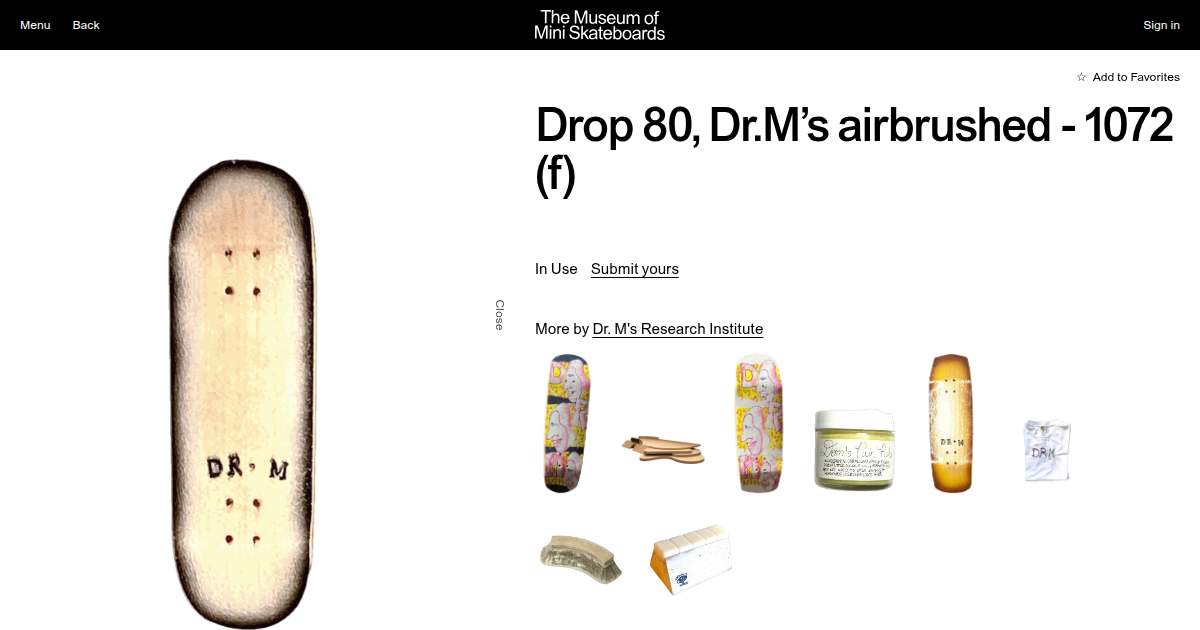 Menu
Back
The Museum of
Mini Skateboards
Sign in
☆ Add to Favorites
Drop 80, Dr.M’s airbrushed - 1072
(f)
In Use
Submit yours
Close
More by Dr. M's Research Institute
DR. M
DR. M
DR.M